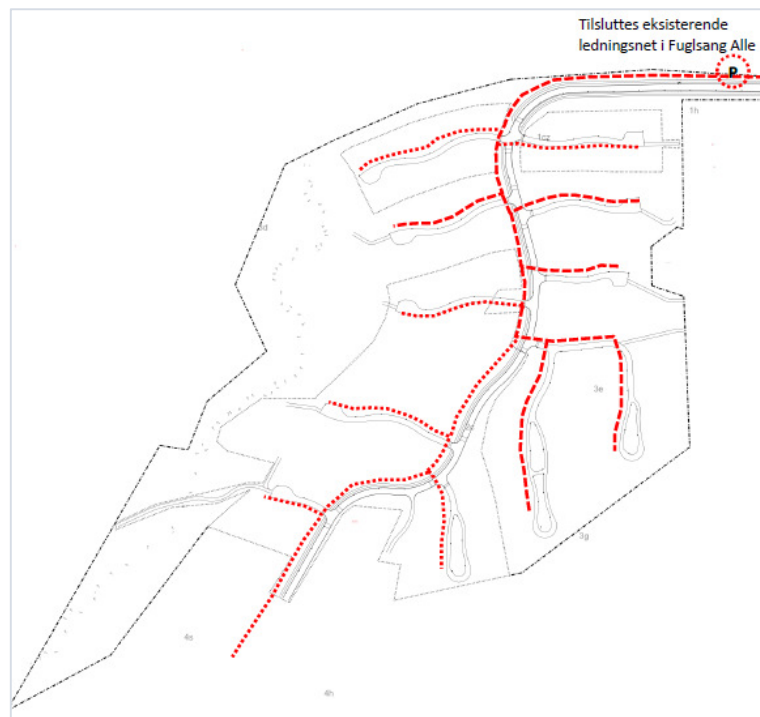 Tilsluttes eksisterende
ledningsnet i Fuglsang Alle
P
1h
3e
3g
4s
4h